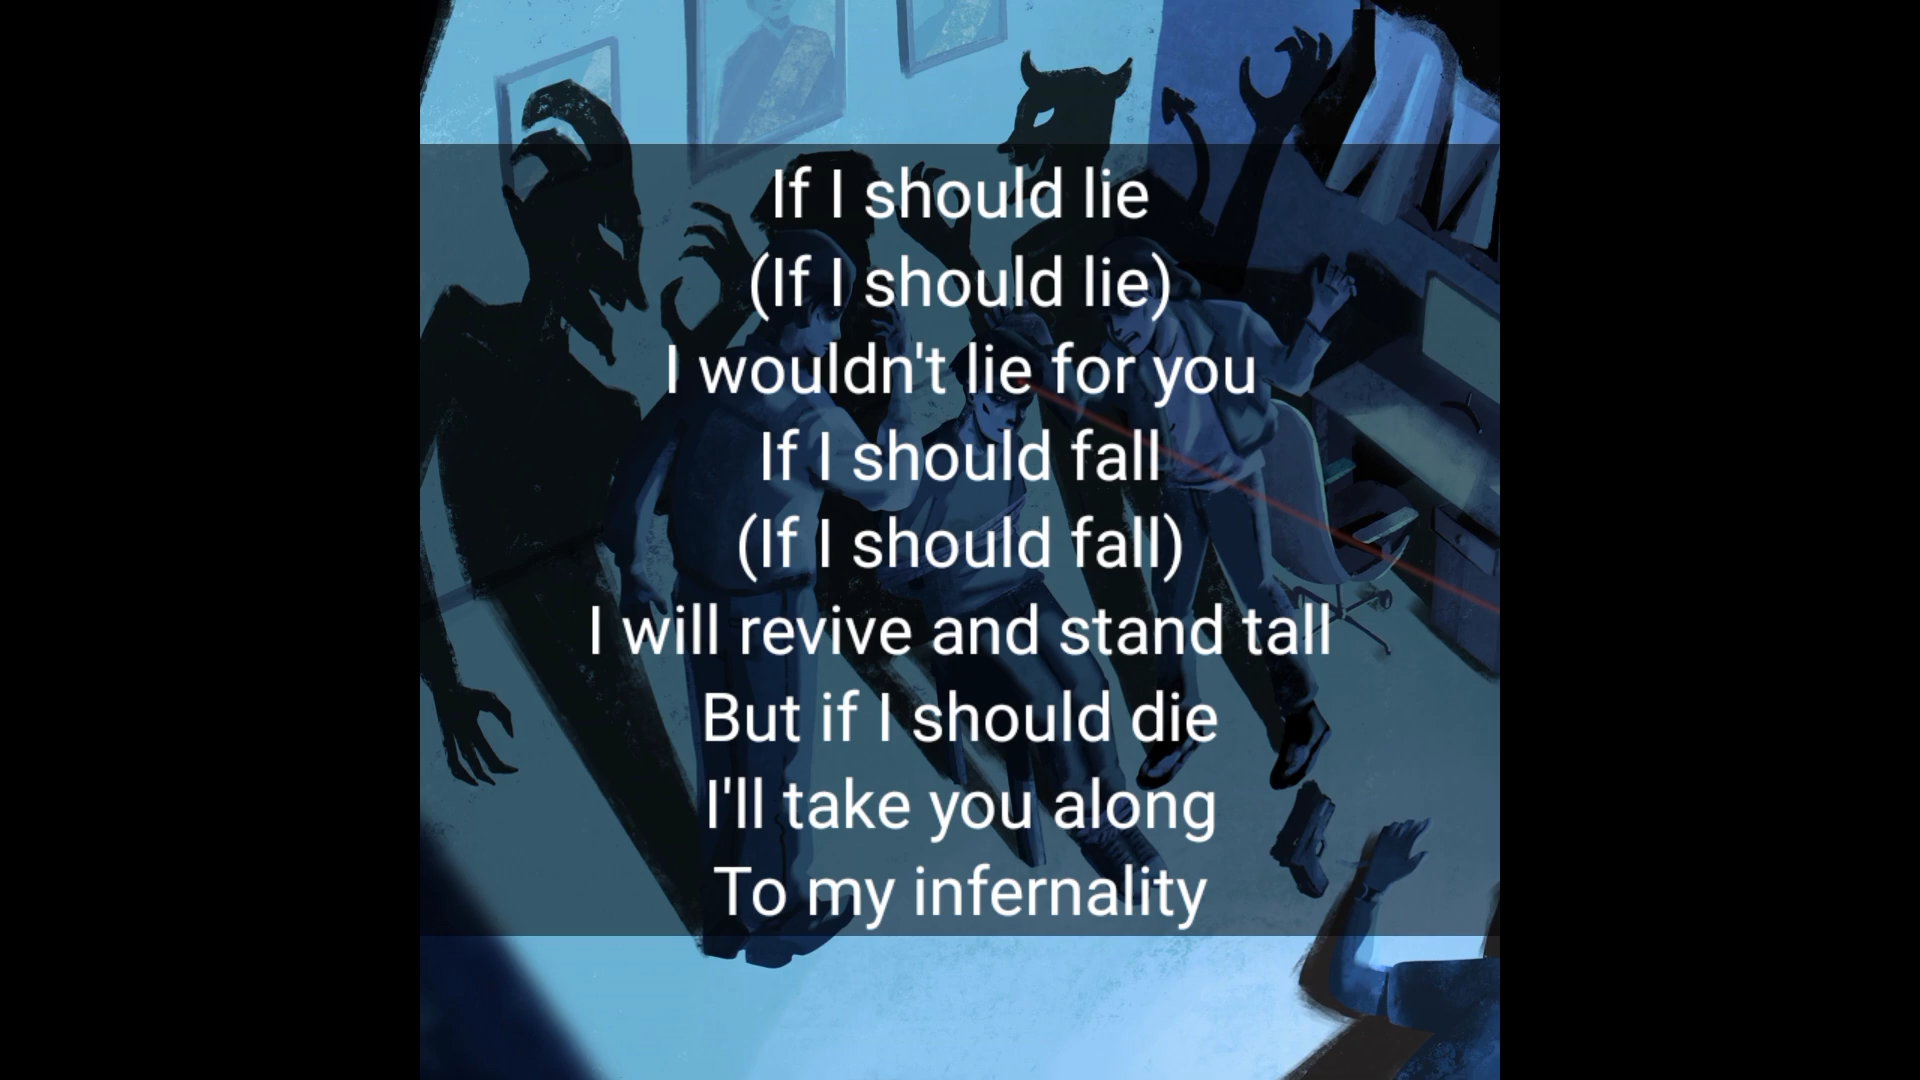 If I should lie
(If I should lie)
I wouldn't lie for you
If I should fall
(If I should fall)
I will revive and stand tall
But if I should die
I'll take you along
To my infernality